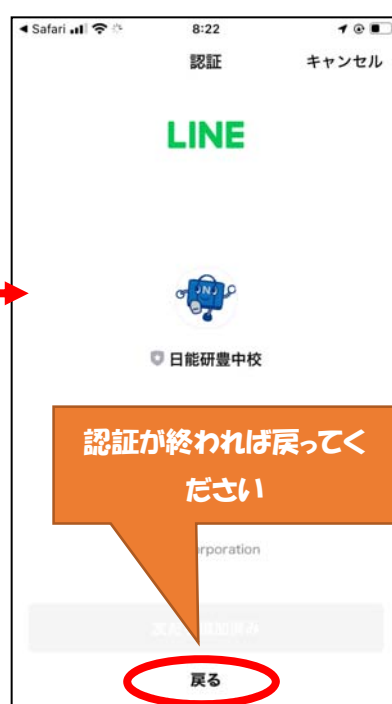 Safari
8:22
認証
キャンセル
LINE
日能研豊中校
認証が終われば戻ってく
ださい
rporation
戻る